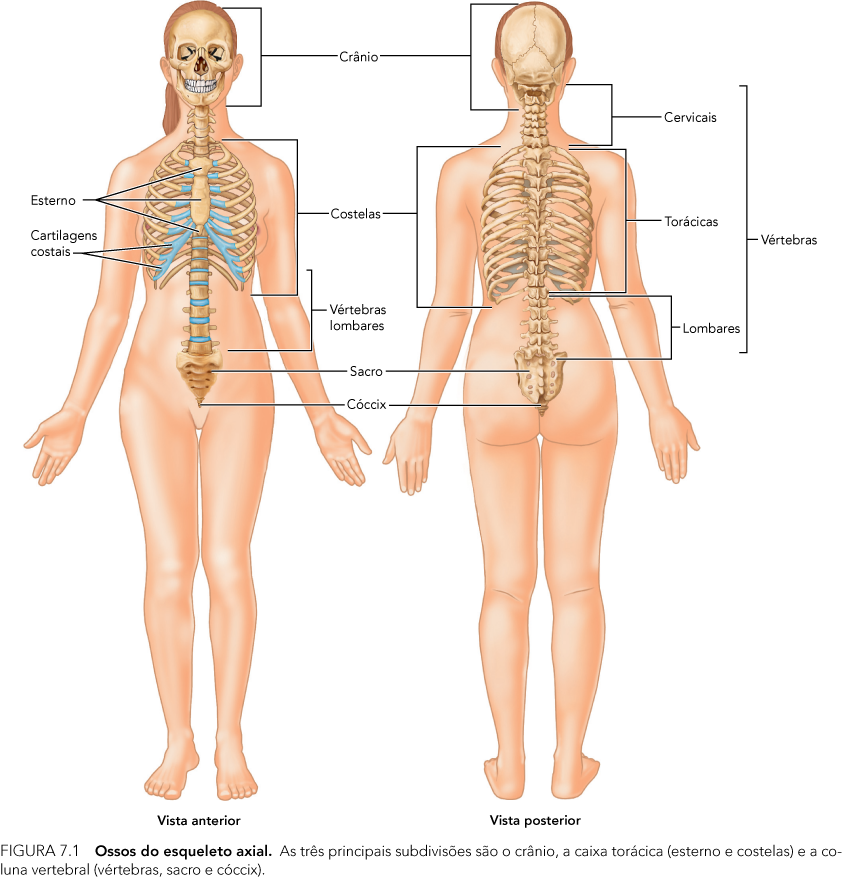 Crânio
Cervicais
Esterno
Costelas
Torácicas
Cartilagens
costais
Vértebras
Vértebras
lombares
Lombares
Sacro
Cóccix
Vista anterior
Vista posterior
FIGURA 7.1 Ossos do esqueleto axial. As três principais subdivisões são o crânio, a caixa torácica (esterno e costelas) e a co-
luna vertebral (vértebras, sacro e cóccix).